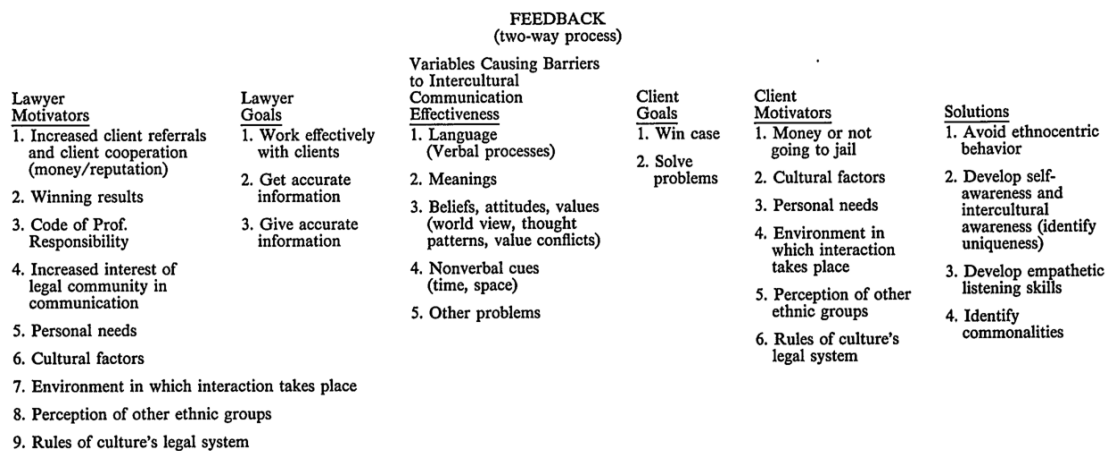 FEEDBACK
(two-way process)
Lawyer
Motivators
1. Increased client referrals
and client cooperation
(money/reputation)
2. Winning results
3. Code of Prof.
Responsibility
4. Increased interest of
legal community in
communication
5. Personal needs
6. Cultural factors
7. Environment in which interaction takes place
8. Perception of other ethnic groups
9. Rules of culture's legal system
Lawyer
Goals
1. Work effectively
with clients
2. Get accurate
information
3. Give accurate
information
Variables Causing Barriers
to Intercultural
Communication
Effectiveness
1. Language
(Verbal processes)
2. Meanings
3. Beliefs, attitudes, values
(world view, thought
patterns, value conflicts)
4. Nonverbal cues
(time, space)
5. Other problems
Client
Goals
1. Win case
2. Solve
problems
Client
Motivators
1. Money or not
going to jail
2. Cultural factors
3. Personal needs
4. Environment in
which interaction
takes place
5. Perception of other
ethnic groups
6. Rules of culture's
legal system
Solutions
1. Avoid ethnocentric
behavior
2. Develop self-
awareness and
intercultural
awareness (identify
uniqueness)
3. Develop empathetic
listening skills
4. Identify
commonalities